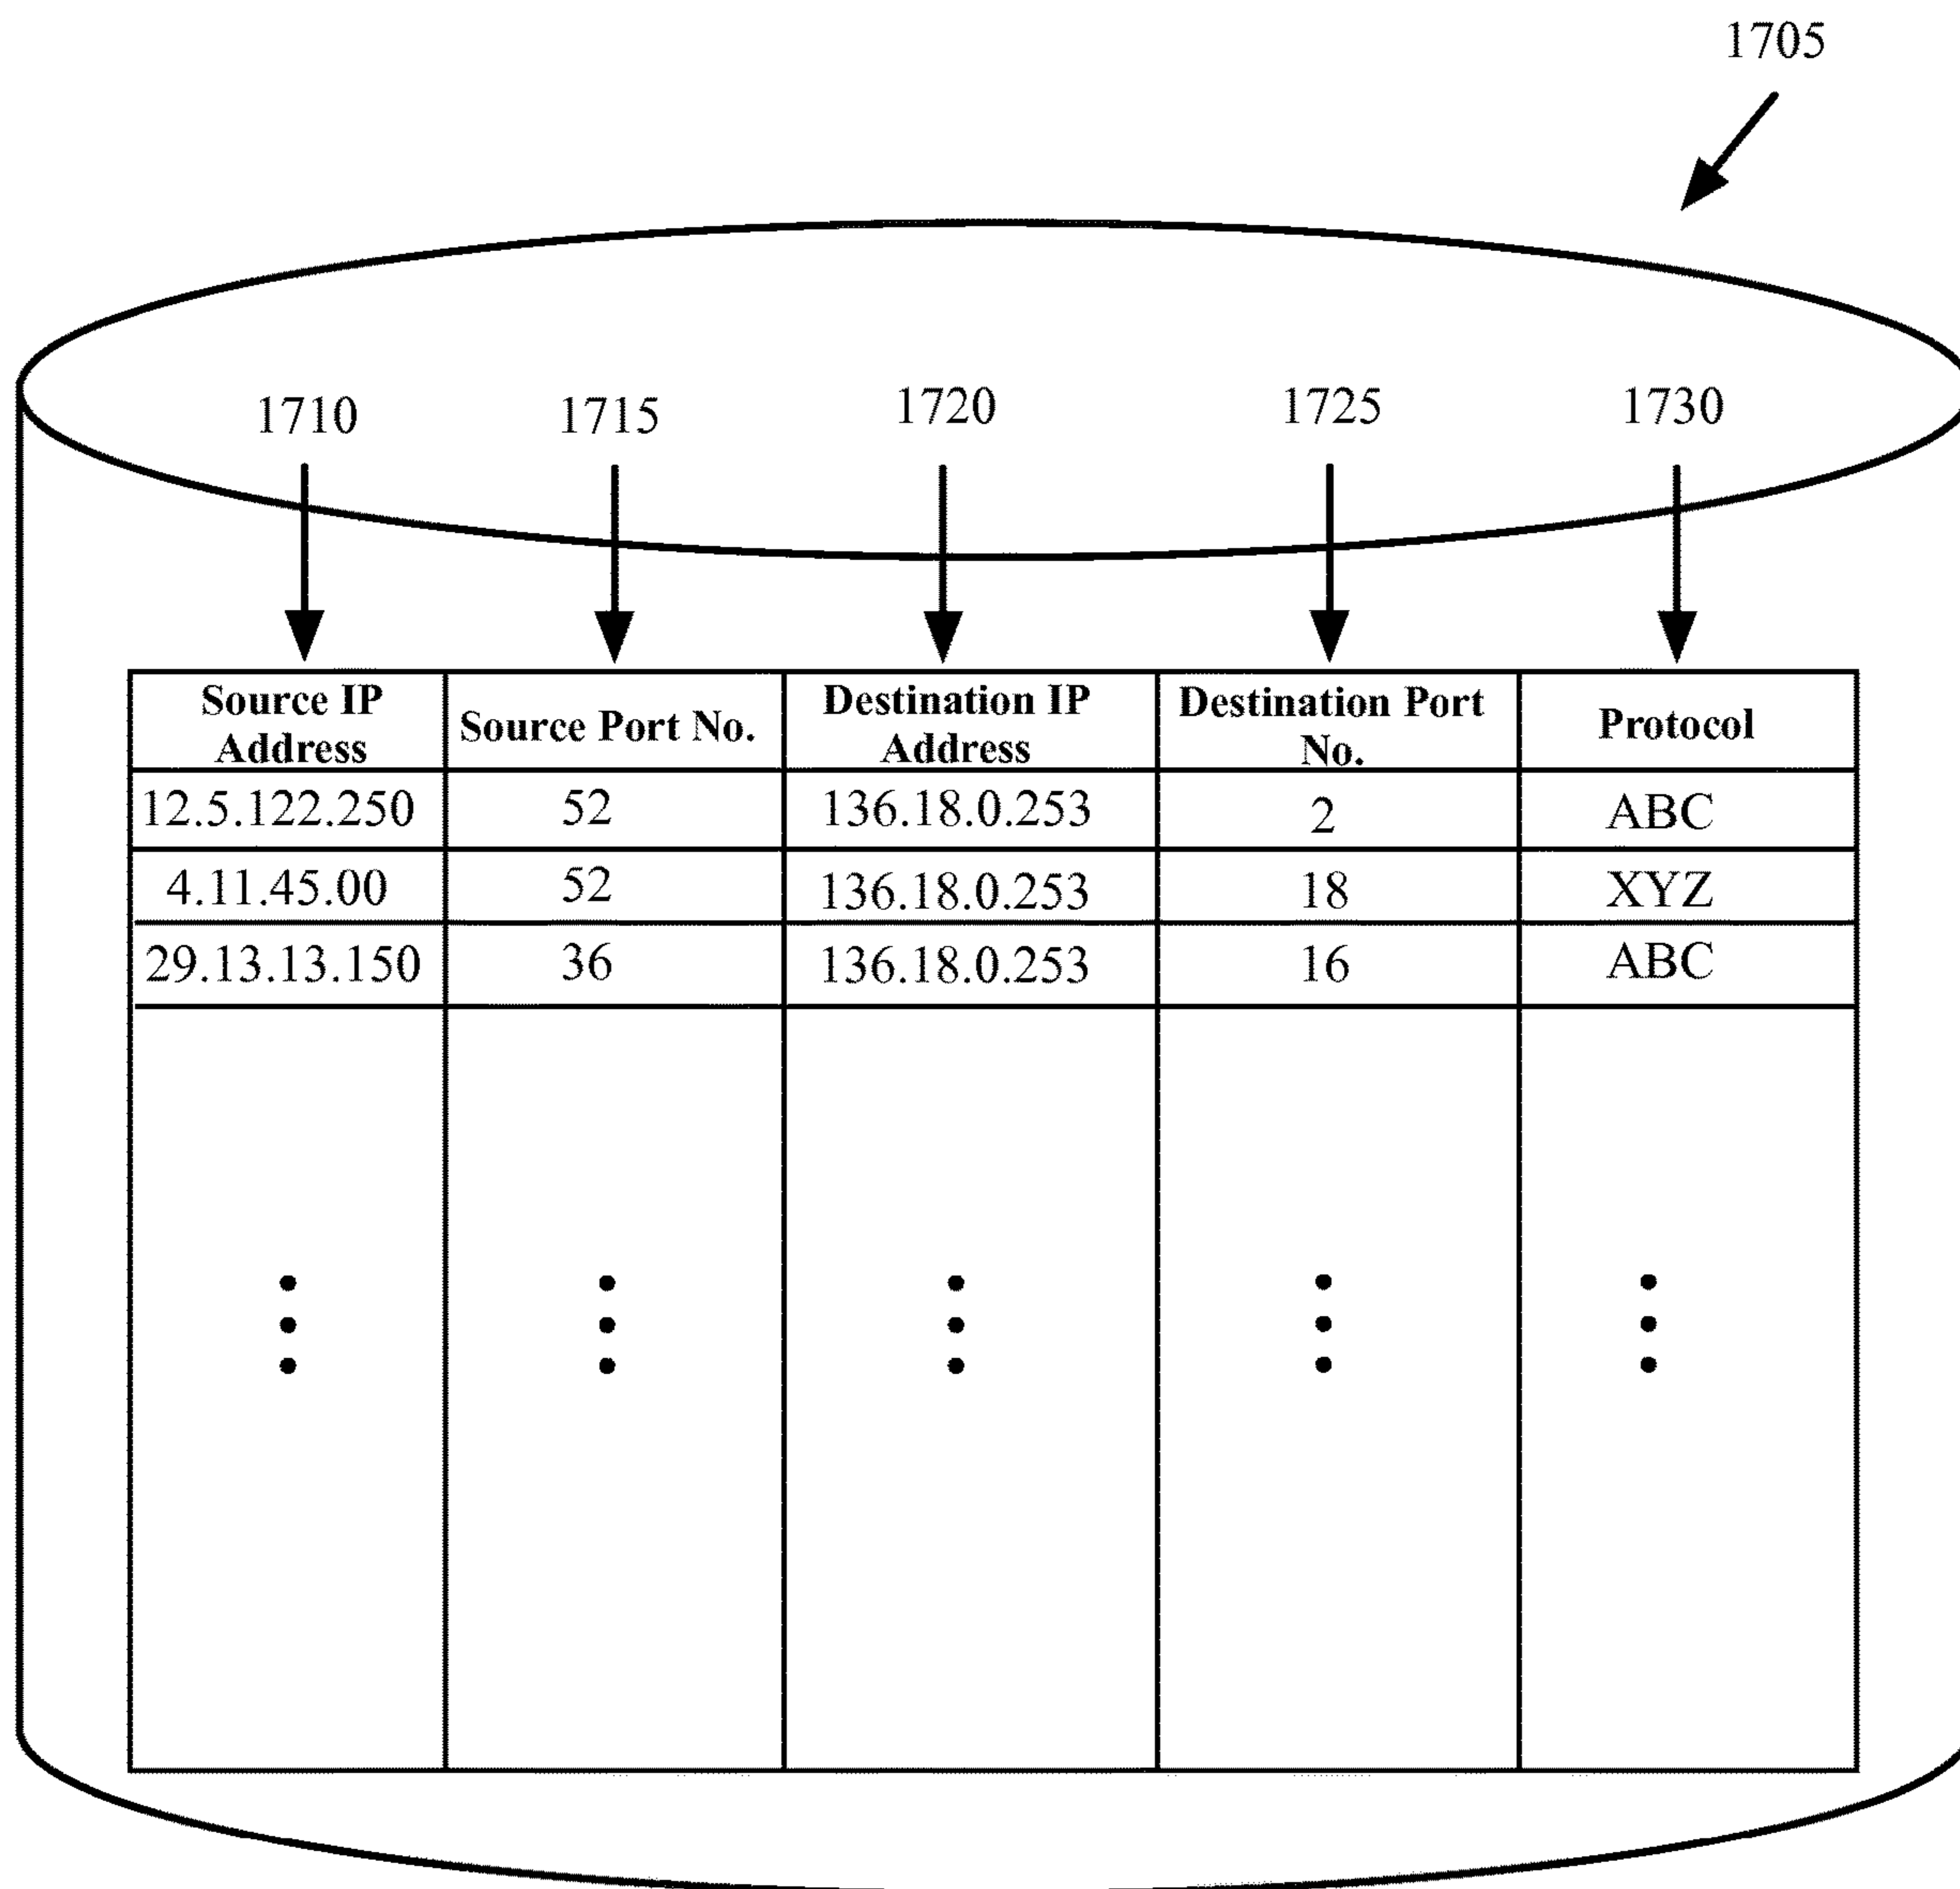 1705
1710 1715 1720 1725 1730
Source IP Address Source Port No. Destination IP Address Destination Port No. Protocol
12.5.122.250 52 136.18.0.253 2 ABC
4.11.45.00 52 136.18.0.253 18 XYZ
29.13.13.150 36 136.18.0.253 16 ABC